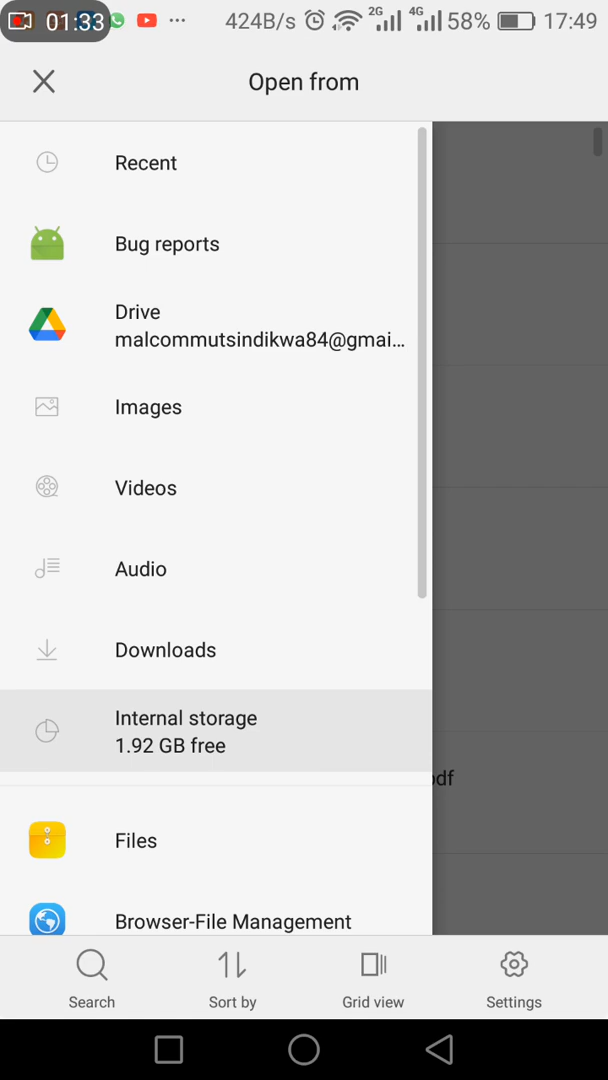 01:33 424B/s 2G 4G 58% 17:49
Open from
Recent
Bug reports
Drive
malcommutsindikwa84@gmai...
Images
Videos
Audio
Downloads
Internal storage
1.92 GB free
Files
Browser-File Management
Search Sort by Grid view Settings